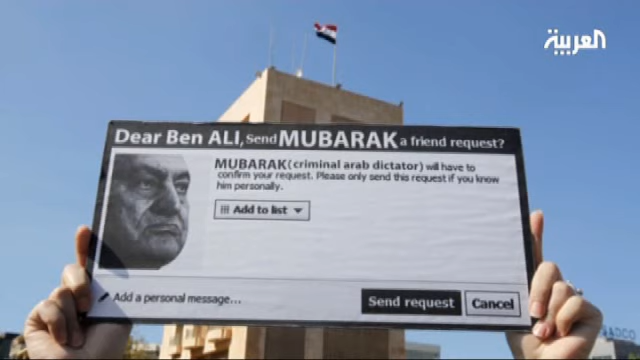 العربية
Dear Ben ALI, send MUBARAK a friend request?
MUBARAK (criminal arab dictator) will have to
confirm your request. Please only send this request if you know
him personally.
Add to list
Add a personal message...
Send request
Cancel